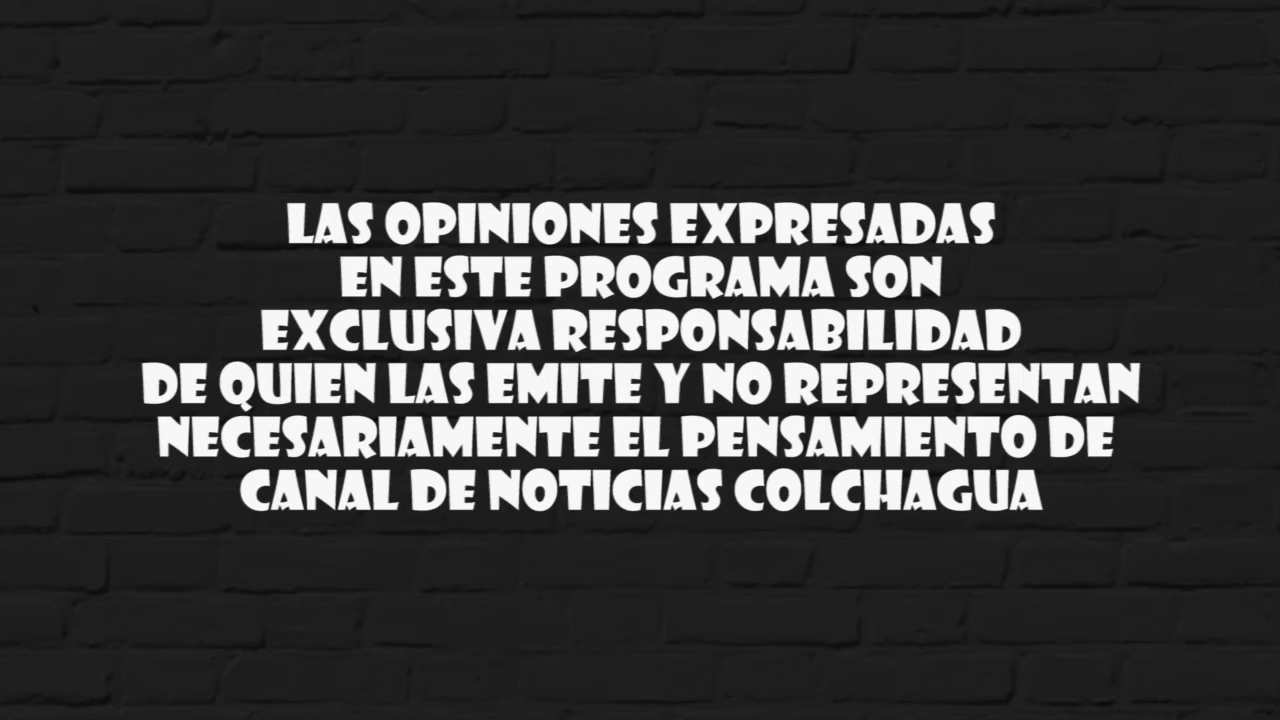 LAS OPINIONES EXPRESADAS
EN ESTE PROGRAMA SON
EXCLUSIVA RESPONSABILIDAD
DE QUIEN LAS EMITE Y NO REPRESENTAN
NECESARIAMENTE EL PENSAMIENTO DE
CANAL DE NOTICIAS COLCHAGUA